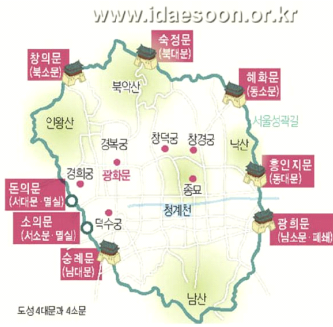 www.idaesoon.or.kr
숙정문
(북대문)
창의문
(북소문)
혜화문
(동소문)
북악산
서울성곽길
인왕산
낙산
경복궁
창덕궁
창경궁
경희궁
광화문
흥인지문
(동대문)
돈의문
(서대문·멸실)
종묘
소의문
(서소문·멸실)
덕수궁
청계천
광희문
(남소문·폐쇄)
숭례문
(남대문)
남산
도성 4대문과 4소문